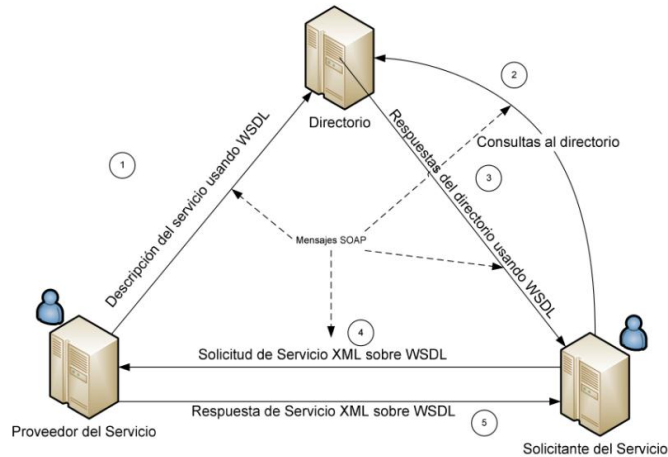 2
Directorio
Consultas al directorio
1
Descripción del servicio usando WSDL
Respuestas del directorio usando WSDL
3
Mensajes SOAP
4
Solicitud de Servicio XML sobre WSDL
Respuesta de Servicio XML sobre WSDL
5
Proveedor del Servicio
Solicitante del Servicio